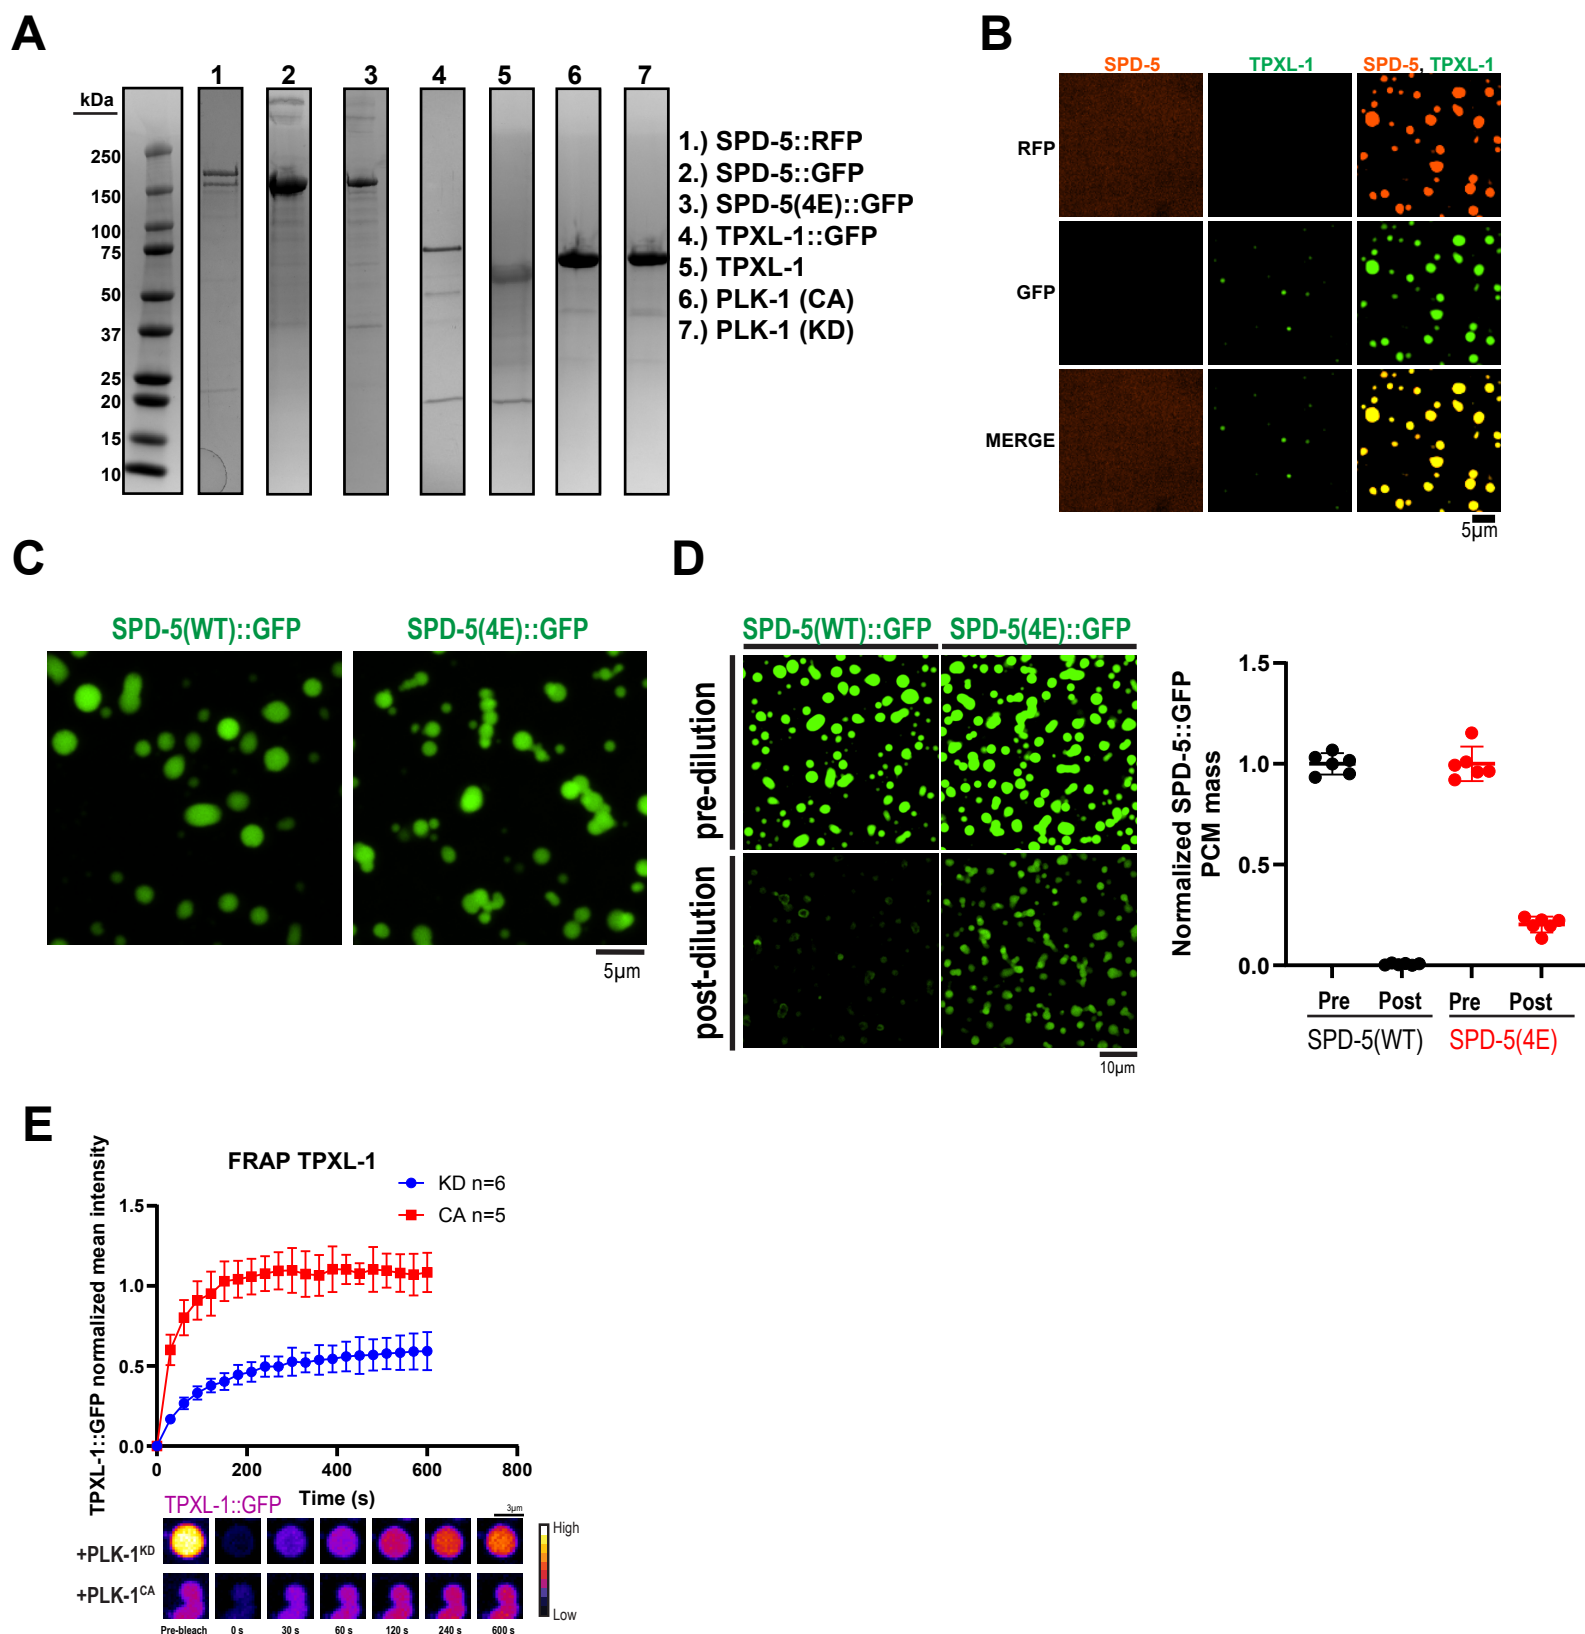 A
1 2 3 4 5 6 7
kDa
250
150
100
75
50
37
25
20
15
10
1.) SPD-5::RFP
2.) SPD-5::GFP
3.) SPD-5(4E)::GFP
4.) TPXL-1::GFP
5.) TPXL-1
6.) PLK-1 (CA)
7.) PLK-1 (KD)
B
SPD-5 TPXL-1 SPD-5, TPXL-1
RFP
GFP
MERGE
5µm
C
SPD-5(WT)::GFP SPD-5(4E)::GFP
5µm
D
SPD-5(WT)::GFP SPD-5(4E)::GFP
pre-dilution
post-dilution
10µm
Normalized SPD-5::GFP
PCM mass
1.5
1.0
0.5
0.0
Pre Post Pre Post
SPD-5(WT) SPD-5(4E)
E
FRAP TPXL-1
KD n=6
CA n=5
TPXL-1::GFP normalized mean intensity
1.5
1.0
0.5
0.0
0 200 400 600 800
Time (s)
TPXL-1::GFP
3µm
+PLK-1KD
+PLK-1CA
High
Low
Pre-bleach 0 s 30 s 60 s 120 s 240 s 600 s